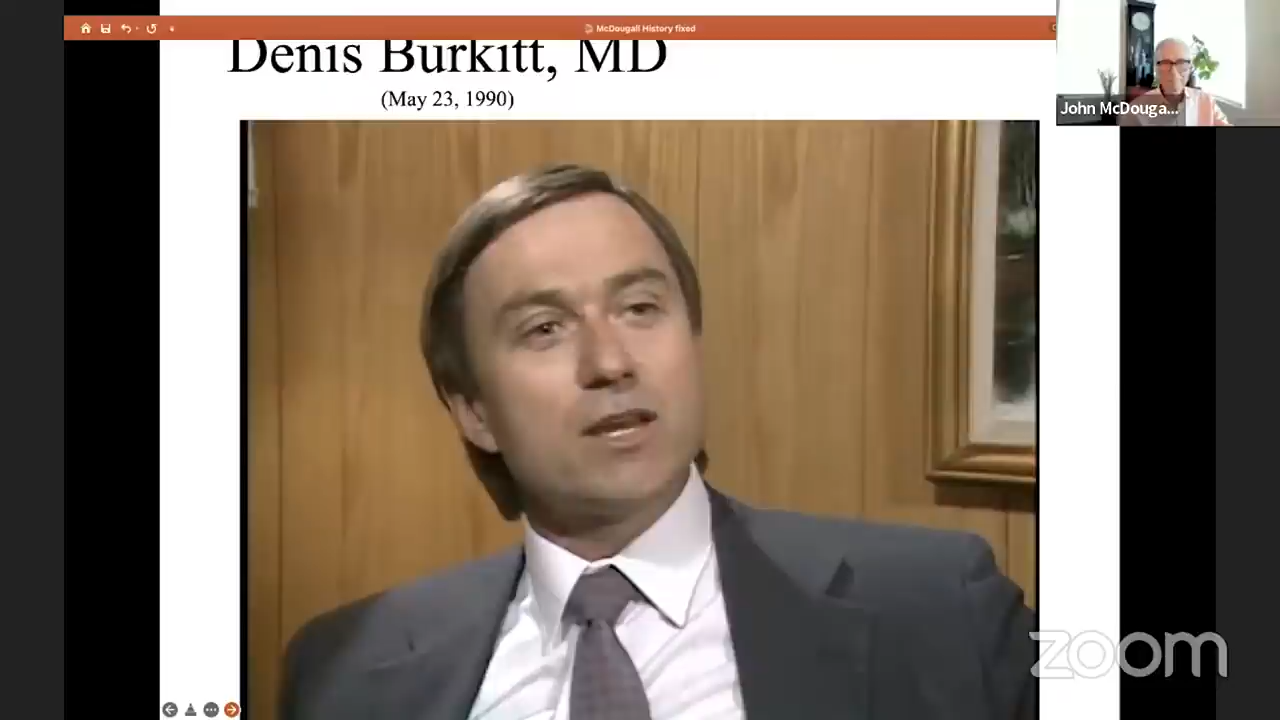 McDougall History fixed
Denis Burkitt, MD
(May 23, 1990)
John McDouga...
zoom